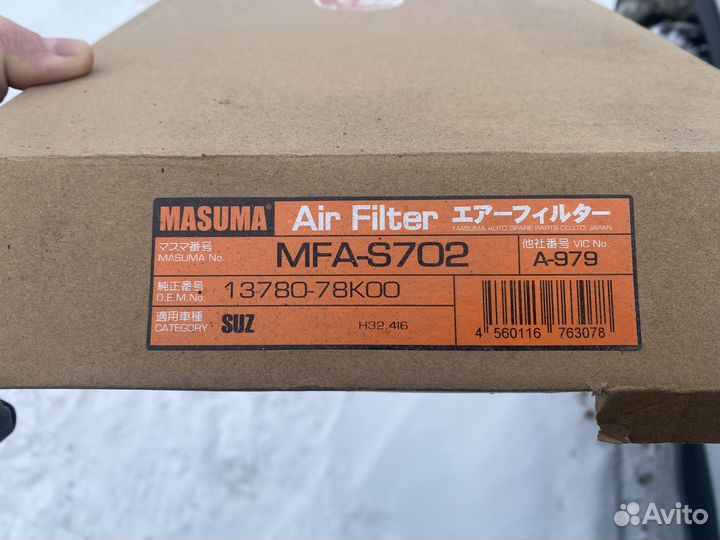 MASUMA® Air Filter エアーフィルター
MASUMA AUTO SPARE PARTS CO.,LTD. JAPAN
マスマ番号
MASUMA No.
MFA-S702
他社番号 VIC No.
A-979
純正番号
O.E.M.No.
13780-78K00
適用車種
CATEGORY
SUZ
H32,416
4 560116 763078
Avito